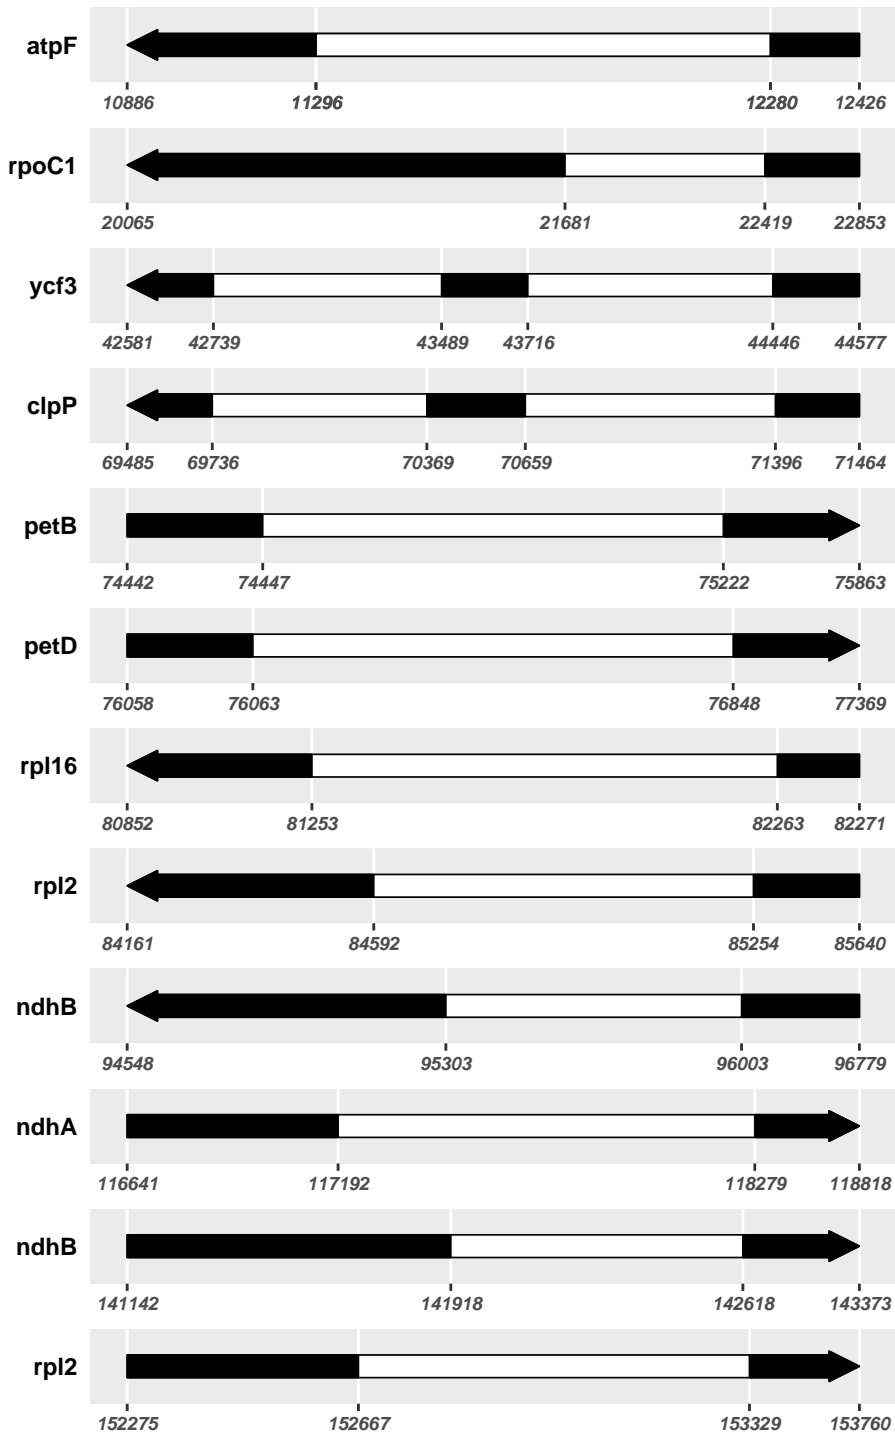 atpF
10886 11296 12280 12426
rpoC1
20065 21681 22419 22853
ycf3
42581 42739 43489 43716 44446 44577
clpP
69485 69736 70369 70659 71396 71464
petB
74442 74447 75222 75863
petD
76058 76063 76848 77369
rpl16
80852 81253 82263 82271
rpl2
84161 84592 85254 85640
ndhB
94548 95303 96003 96779
ndhA
116641 117192 118279 118818
ndhB
141142 141918 142618 143373
rpl2
152275 152667 153329 153760